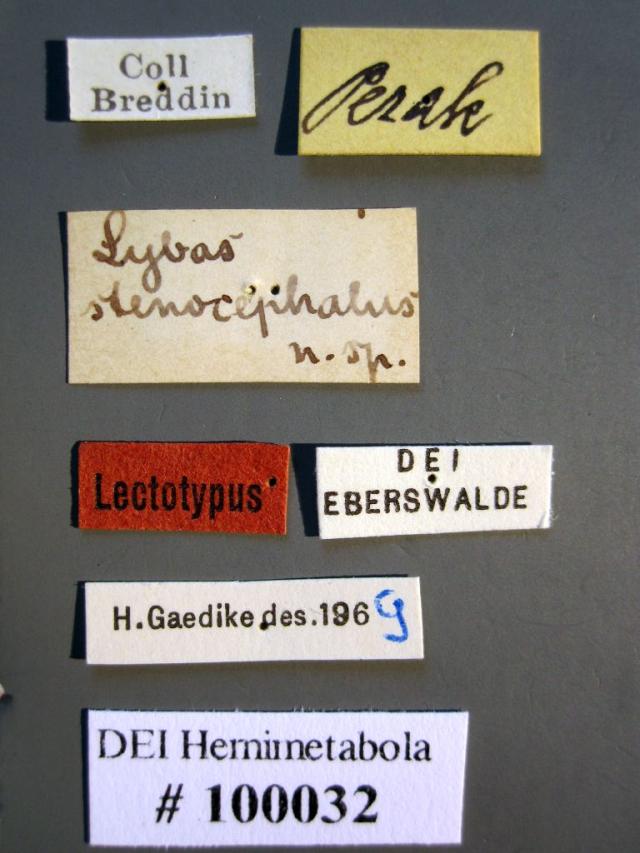 Coll
Breddin
Perak
Lybas
stenocephalus
n. sp.
Lectotypus
DEI
EBERSWALDE
H.Gaedike des.1969
DEI Hemimetabola
# 100032